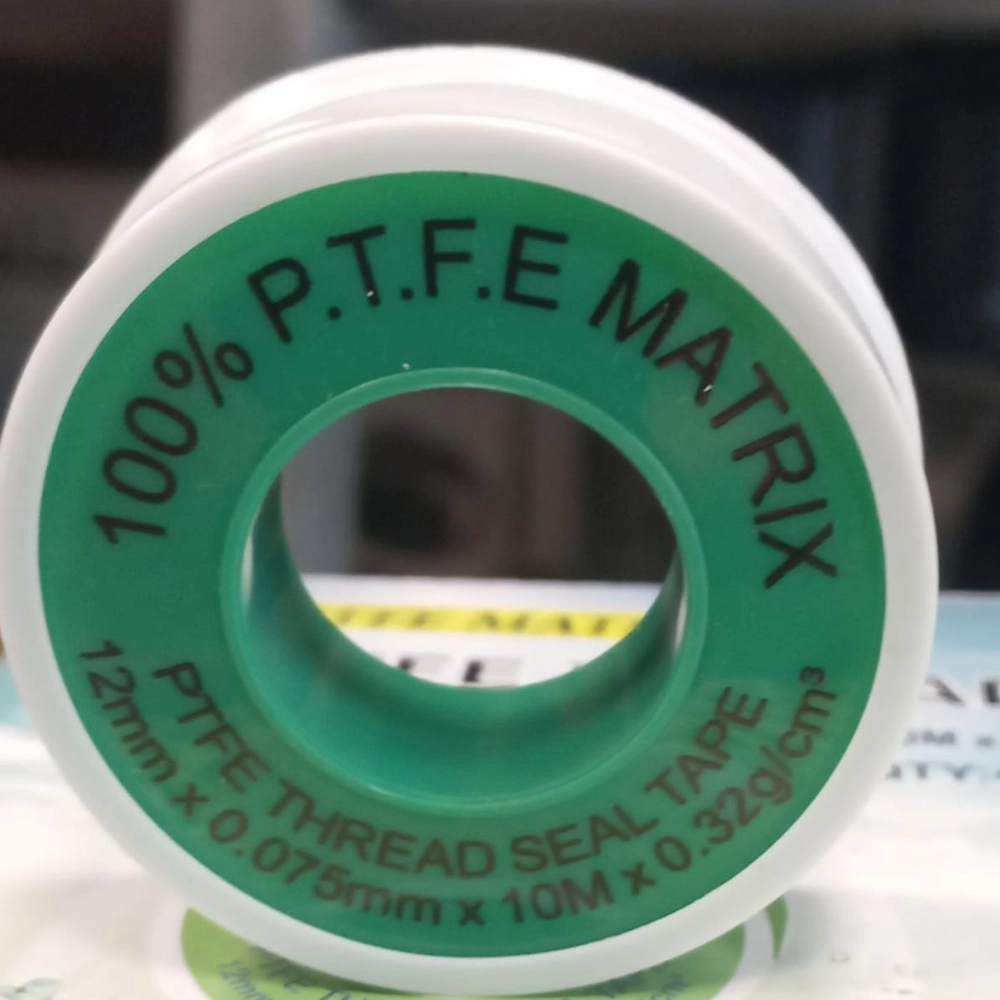 100% P.T.F.E MATRIX
PTFE THREAD SEAL TAPE
12mm x 0.075mm x 10M x 0.32g/cm³